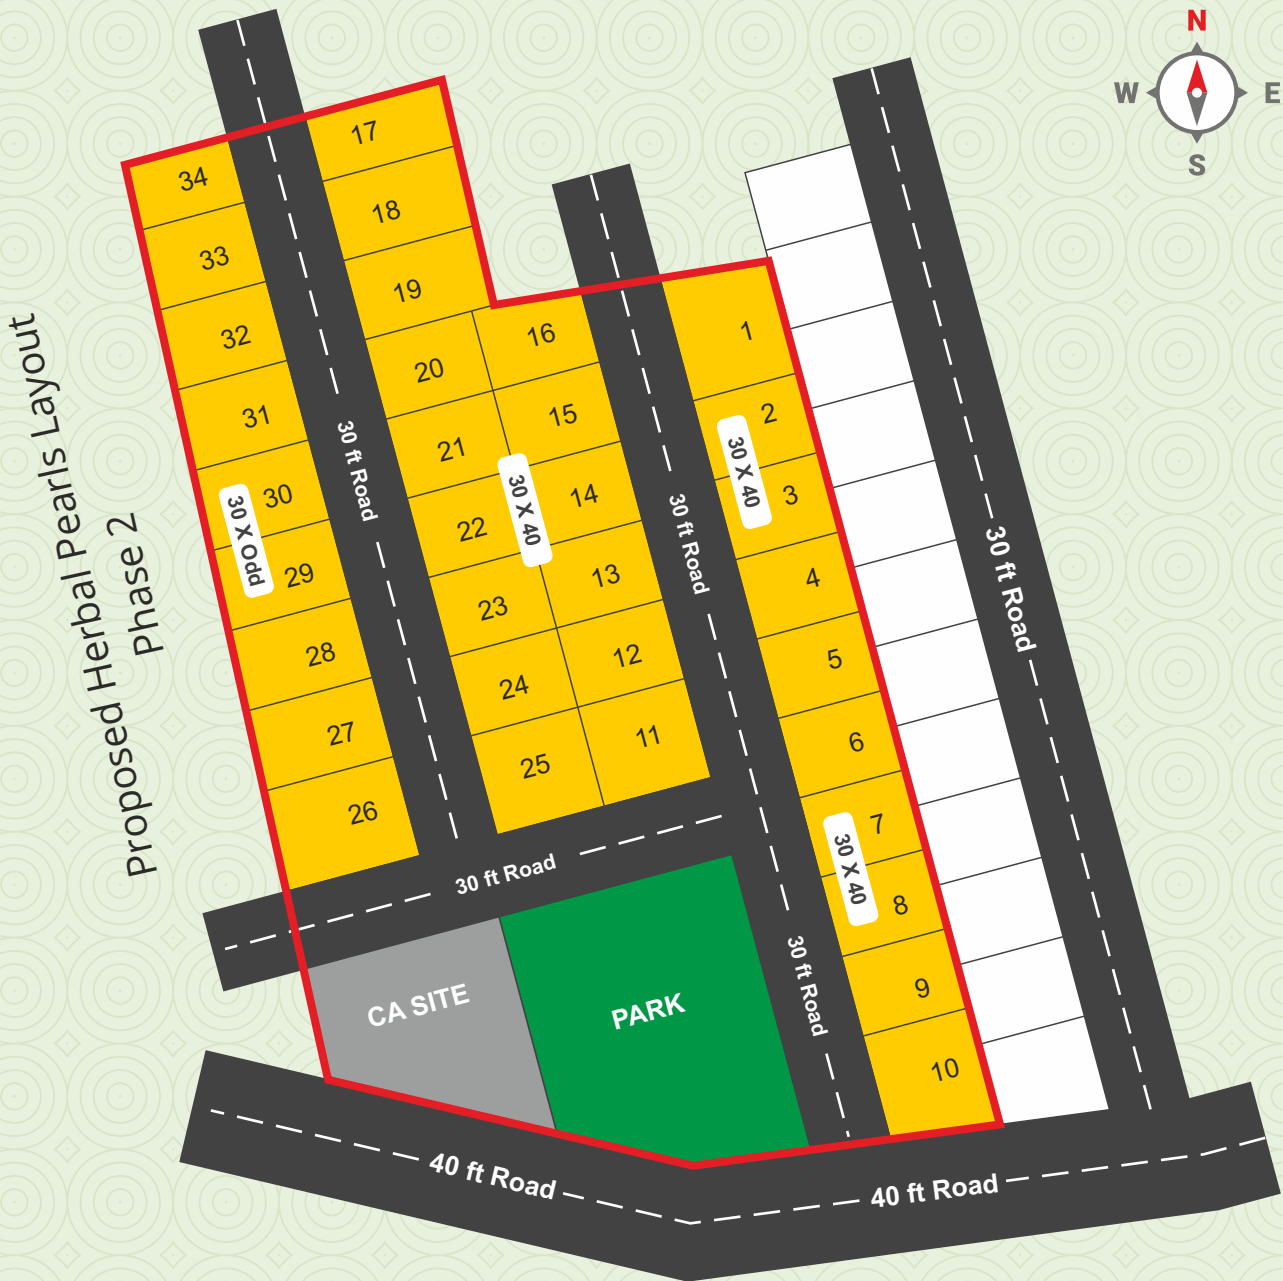 N
W
E
S
Proposed Herbal Pearls Layout
Phase 2
17
34
18
33
19
32
16
1
20
31
15
2
21
30
14
3
22
29
13
4
23
28
12
5
24
27
11
6
25
26
7
8
9
10
30 X Odd
30 X 40
30 X 40
30 X 40
30 ft Road
30 ft Road
30 ft Road
30 ft Road
30 ft Road
CA SITE
PARK
40 ft Road
40 ft Road